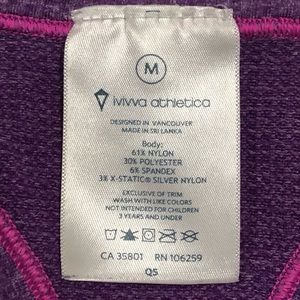 M
ivivva athletica
DESIGNED IN VANCOUVER
MADE IN SRI LANKA
Body:
61% NYLON
30% POLYESTER
6% SPANDEX
3% X-STATIC® SILVER NYLON
EXCLUSIVE OF TRIM
WASH WITH LIKE COLORS
NOT INTENDED FOR CHILDREN
3 YEARS AND UNDER
CA 35801 RN 106259
QS